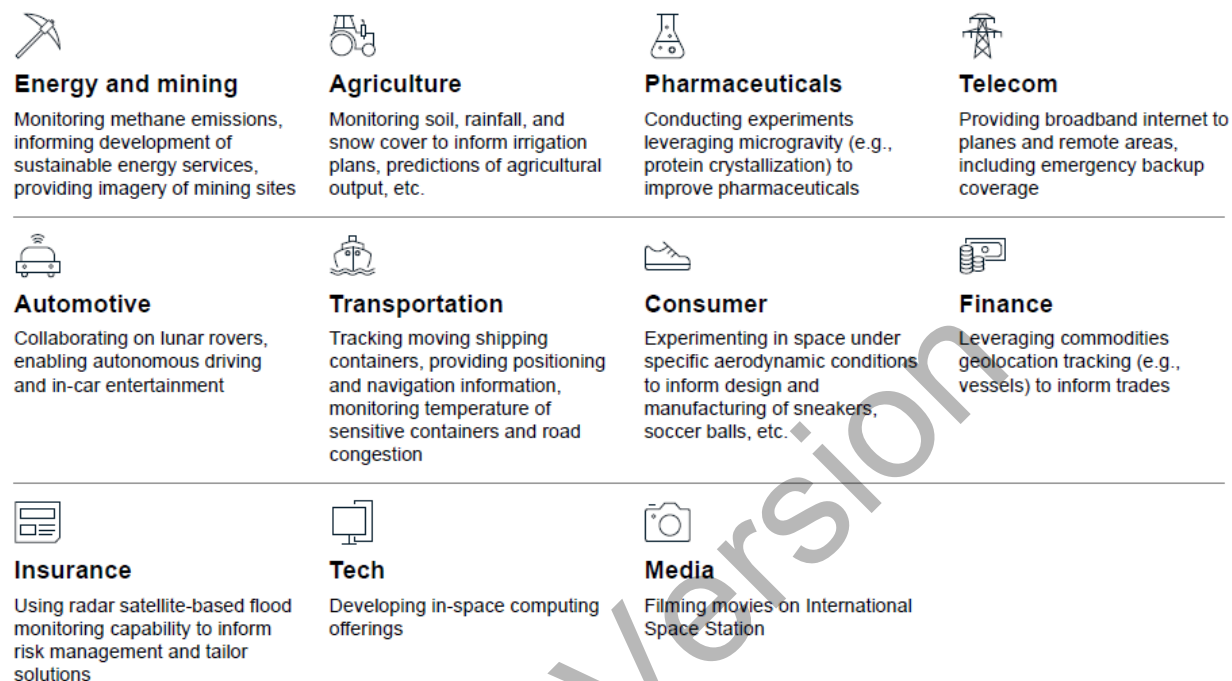 Energy and mining
Monitoring methane emissions,
informing development of
sustainable energy services,
providing imagery of mining sites
Agriculture
Monitoring soil, rainfall, and
snow cover to inform irrigation
plans, predictions of agricultural
output, etc.
Pharmaceuticals
Conducting experiments
leveraging microgravity (e.g.,
protein crystallization) to
improve pharmaceuticals
Telecom
Providing broadband internet to
planes and remote areas,
including emergency backup
coverage
Automotive
Collaborating on lunar rovers,
enabling autonomous driving
and in-car entertainment
Transportation
Tracking moving shipping
containers, providing positioning
and navigation information,
monitoring temperature of
sensitive containers and road
congestion
Consumer
Experimenting in space under
specific aerodynamic conditions
to inform design and
manufacturing of sneakers,
soccer balls, etc.
Finance
Leveraging commodities
geolocation tracking (e.g.,
vessels) to inform trades
Insurance
Using radar satellite-based flood
monitoring capability to inform
risk management and tailor
solutions
Tech
Developing in-space computing
offerings
Media
Filming movies on International
Space Station
Version